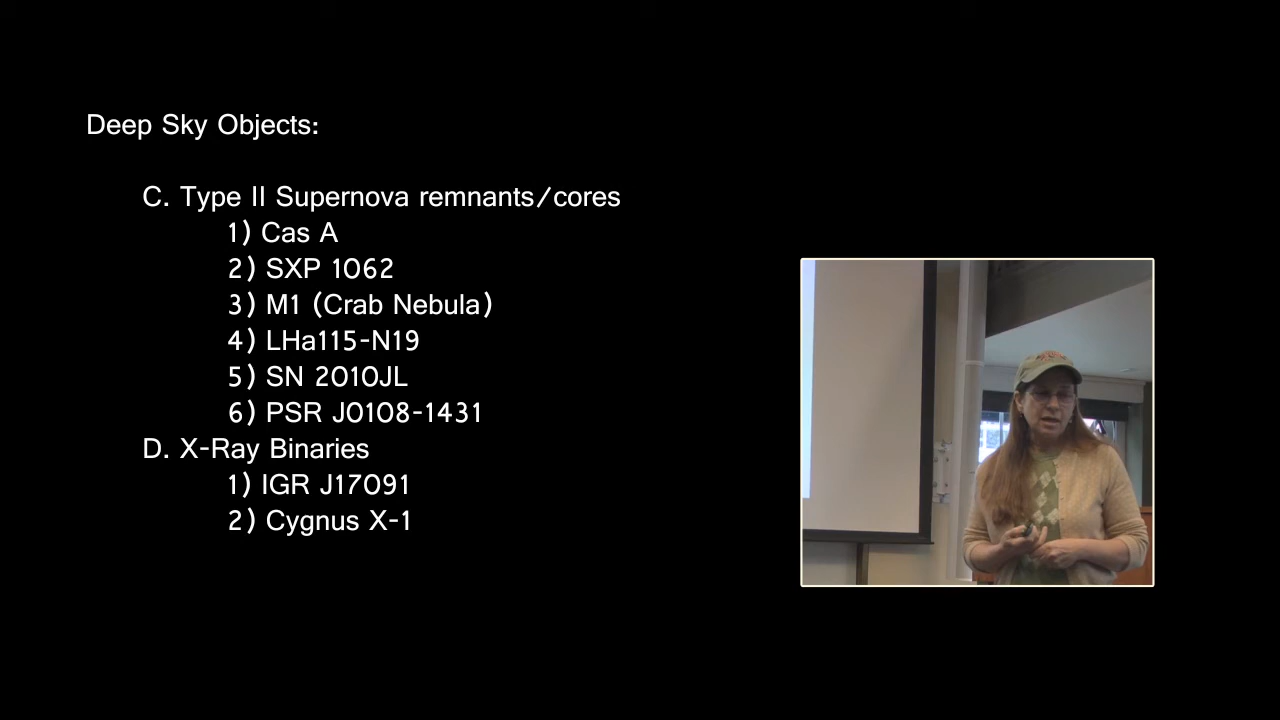 Deep Sky Objects:
C. Type II Supernova remnants/cores
1) Cas A
2) SXP 1062
3) M1 (Crab Nebula)
4) LHa115-N19
5) SN 2010JL
6) PSR J0108-1431
D. X-Ray Binaries
1) IGR J17091
2) Cygnus X-1